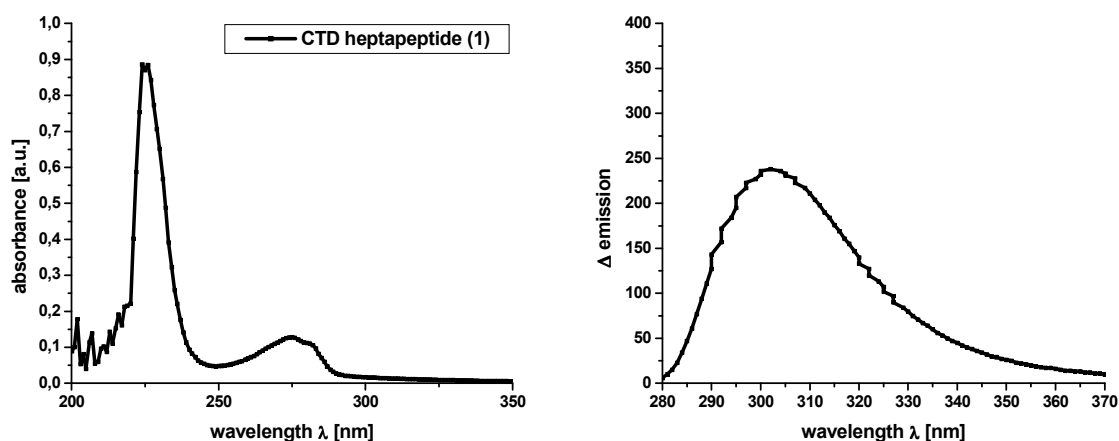 1,0
0,9
0,8
0,7
0,6
0,5
0,4
0,3
0,2
0,1
0,0
absorbance [a.u.]
CTD heptapeptide (1)
200 250 300 350
wavelength λ [nm]
400
350
300
250
200
150
100
50
0
Δ emission
280 290 300 310 320 330 340 350 360 370
wavelength λ [nm]